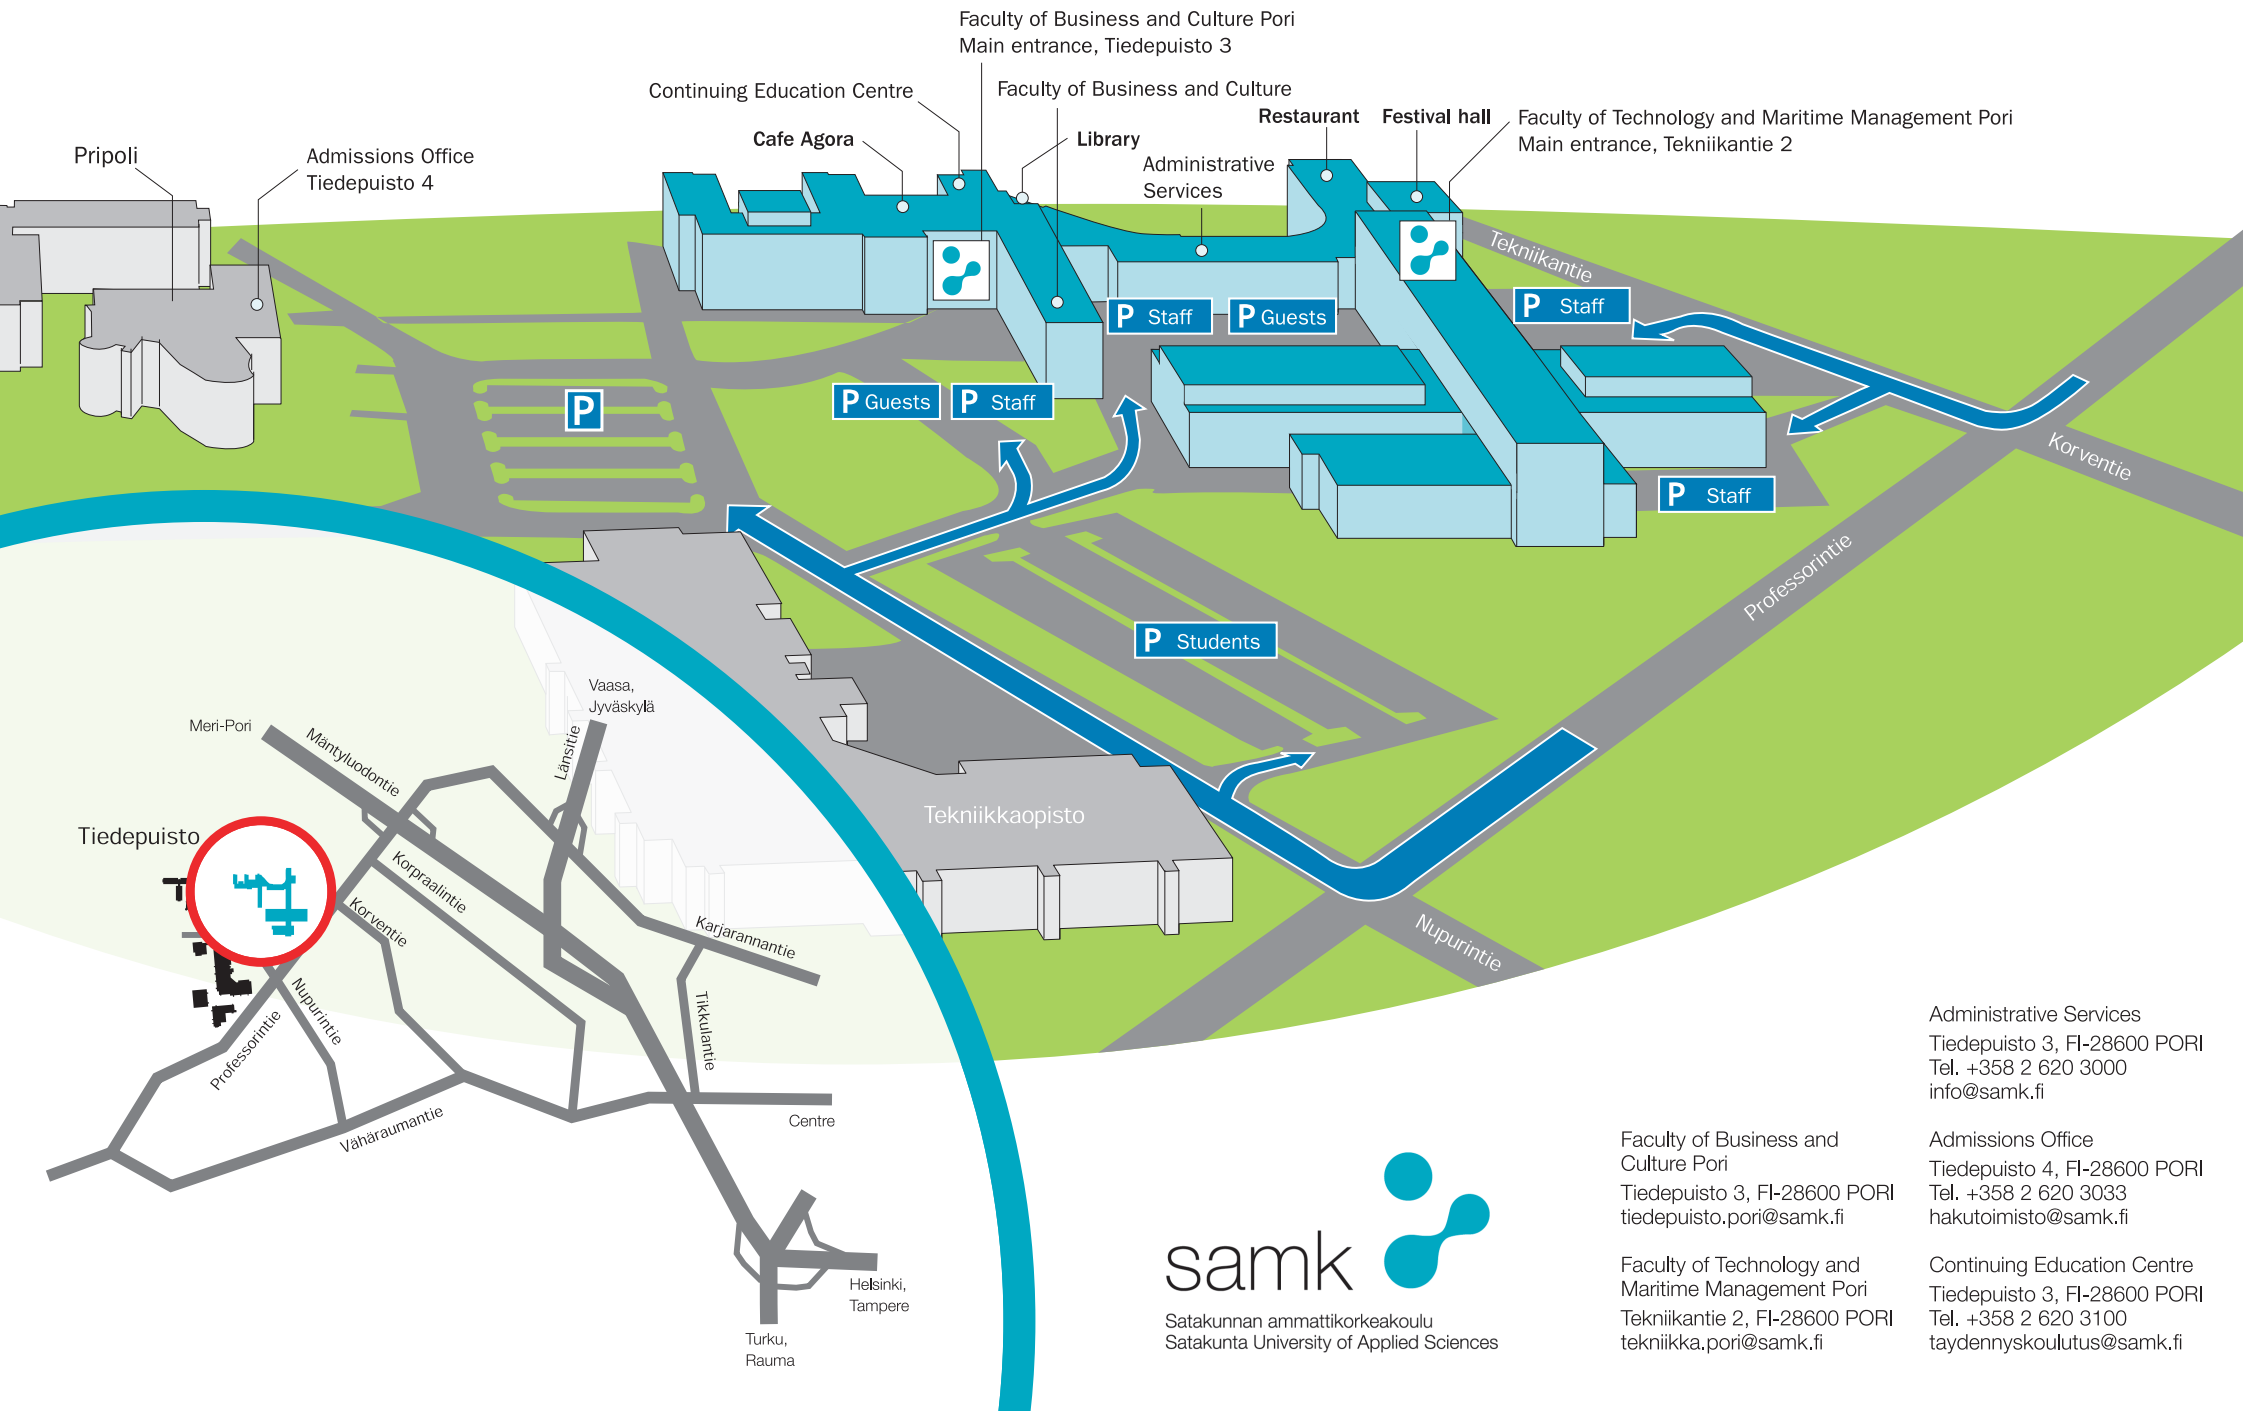 Faculty of Business and Culture Pori
Main entrance, Tiedepuisto 3
Continuing Education Centre
Faculty of Business and Culture
Cafe Agora
Library
Restaurant
Festival hall
Faculty of Technology and Maritime Management Pori
Main entrance, Tekniikantie 2
Pripoli
Admissions Office
Tiedepuisto 4
Administrative
Services
Tekniikantie
P Staff
P Guests
P Staff
P
P Guests
P Staff
Korventie
P Staff
Professorintie
P Students
Tekniikkaopisto
Nupurintie
Vaasa,
Jyväskylä
Meri-Pori
Mäntyluodontie
Länsitie
Tiedepuisto
Korpraalintie
Korventie
Karjarannantie
Nupurintie
Tikkulantie
Professorintie
Vähäraumantie
Centre
Helsinki,
Tampere
Turku,
Rauma
samk
Satakunnan ammattikorkeakoulu
Satakunta University of Applied Sciences
Faculty of Business and
Culture Pori
Tiedepuisto 3, FI-28600 PORI
tiedepuisto.pori@samk.fi
Faculty of Technology and
Maritime Management Pori
Tekniikantie 2, FI-28600 PORI
tekniikka.pori@samk.fi
Administrative Services
Tiedepuisto 3, FI-28600 PORI
Tel. +358 2 620 3000
info@samk.fi
Admissions Office
Tiedepuisto 4, FI-28600 PORI
Tel. +358 2 620 3033
hakutoimisto@samk.fi
Continuing Education Centre
Tiedepuisto 3, FI-28600 PORI
Tel. +358 2 620 3100
taydennyskoulutus@samk.fi